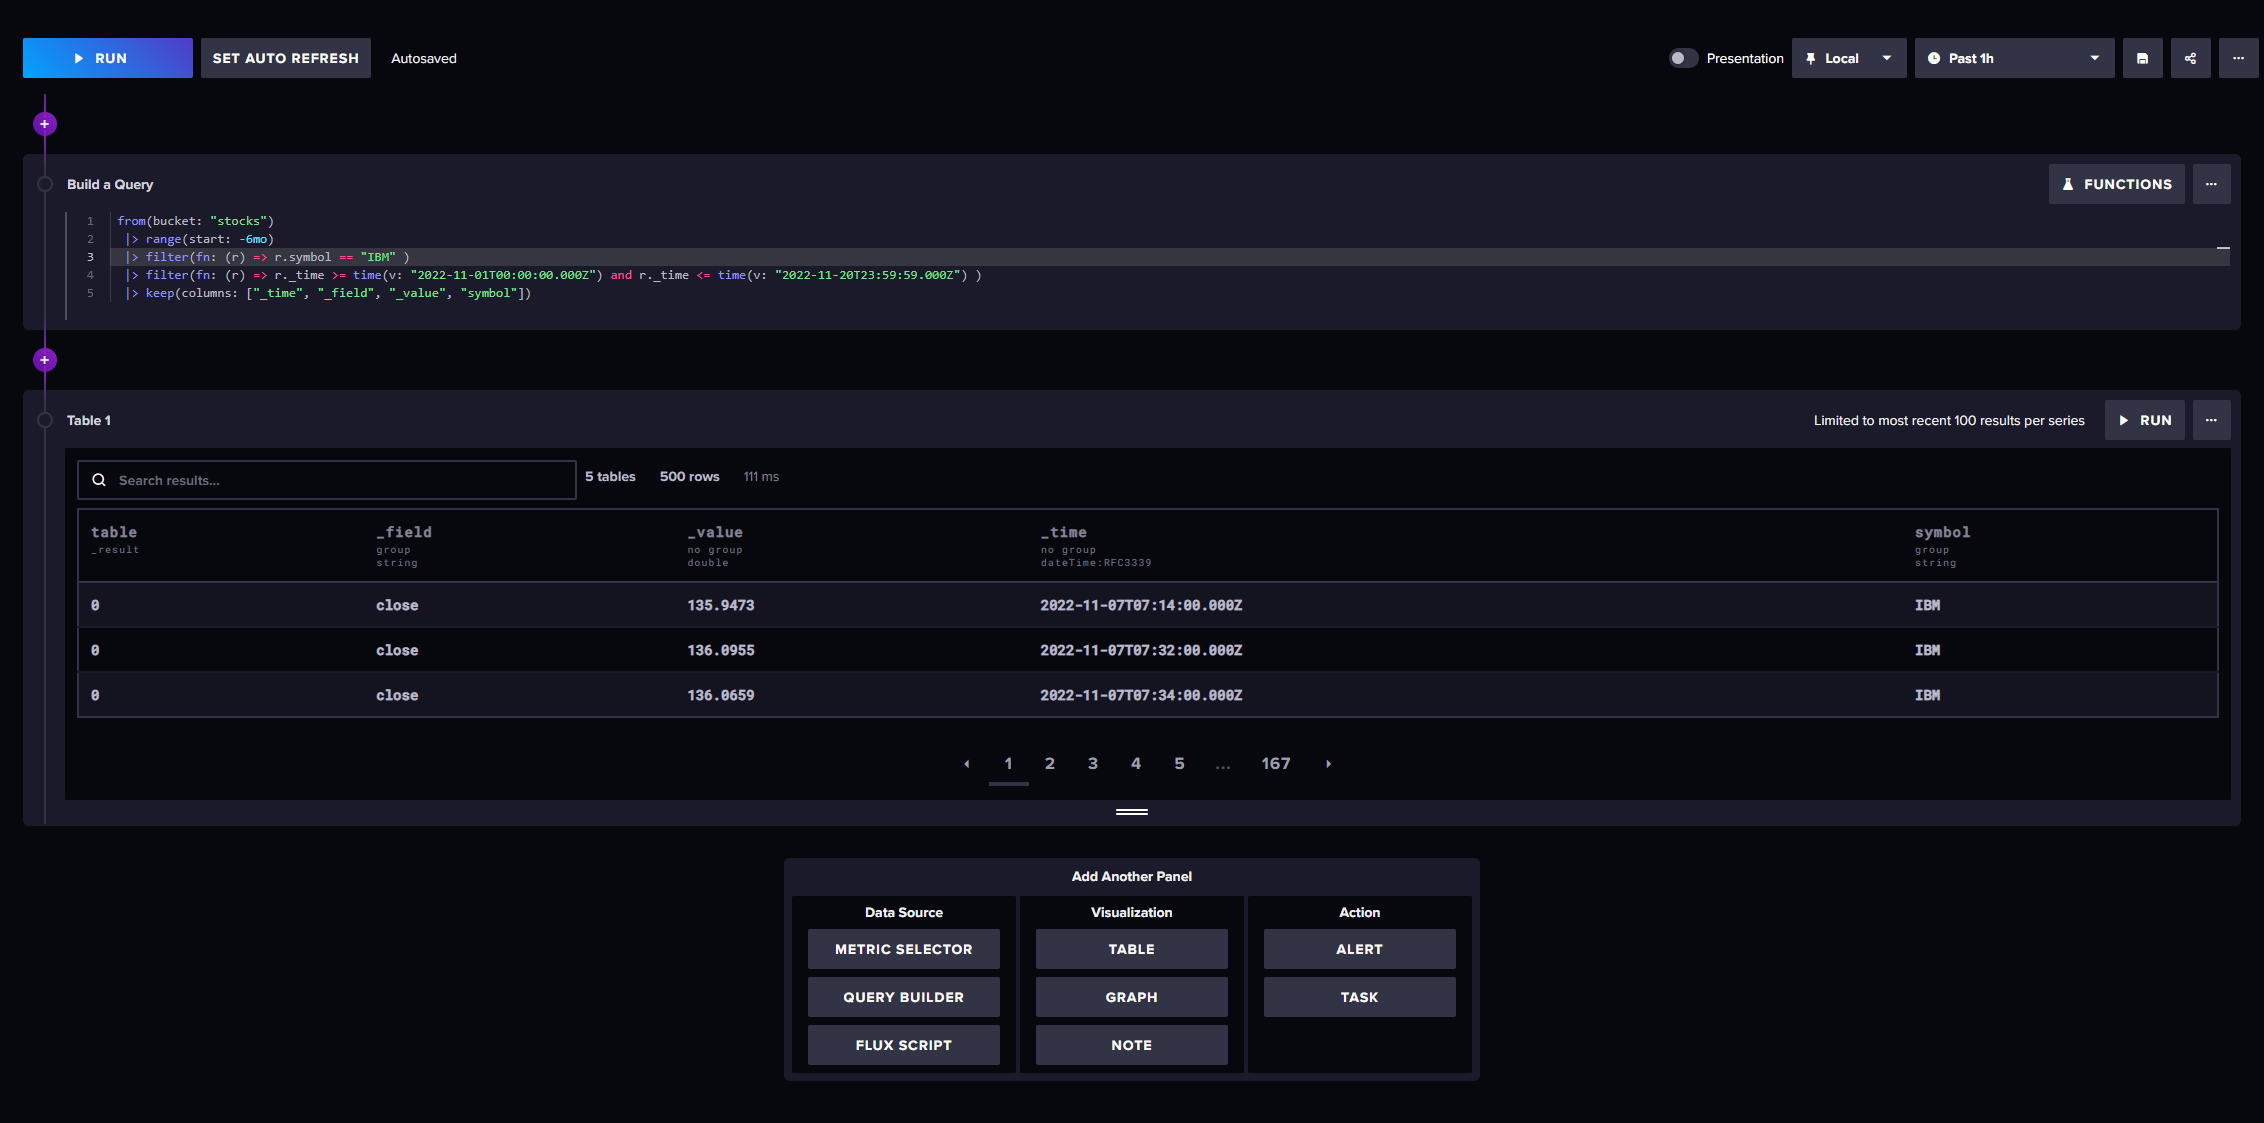 RUN
SET AUTO REFRESH
Autosaved
Presentation
Local
Past 1h
Build a Query
FUNCTIONS
1 from(bucket: "stocks")
2 |> range(start: -6mo)
3 |> filter(fn: (r) => r.symbol == "IBM" )
4 |> filter(fn: (r) => r._time >= time(v: "2022-11-01T00:00:00.000Z") and r._time <= time(v: "2022-11-20T23:59:59.000Z") )
5 |> keep(columns: ["_time", "_field", "_value", "symbol"])
Table 1
Limited to most recent 100 results per series
RUN
Search results...
5 tables 500 rows 111 ms
table _field _value _time symbol
_result group no group no group group
string double dateTime:RFC3339 string
0 close 135.9473 2022-11-07T07:14:00.000Z IBM
0 close 136.0955 2022-11-07T07:32:00.000Z IBM
0 close 136.0659 2022-11-07T07:34:00.000Z IBM
1 2 3 4 5 ... 167
Add Another Panel
Data Source Visualization Action
METRIC SELECTOR TABLE ALERT
QUERY BUILDER GRAPH TASK
FLUX SCRIPT NOTE